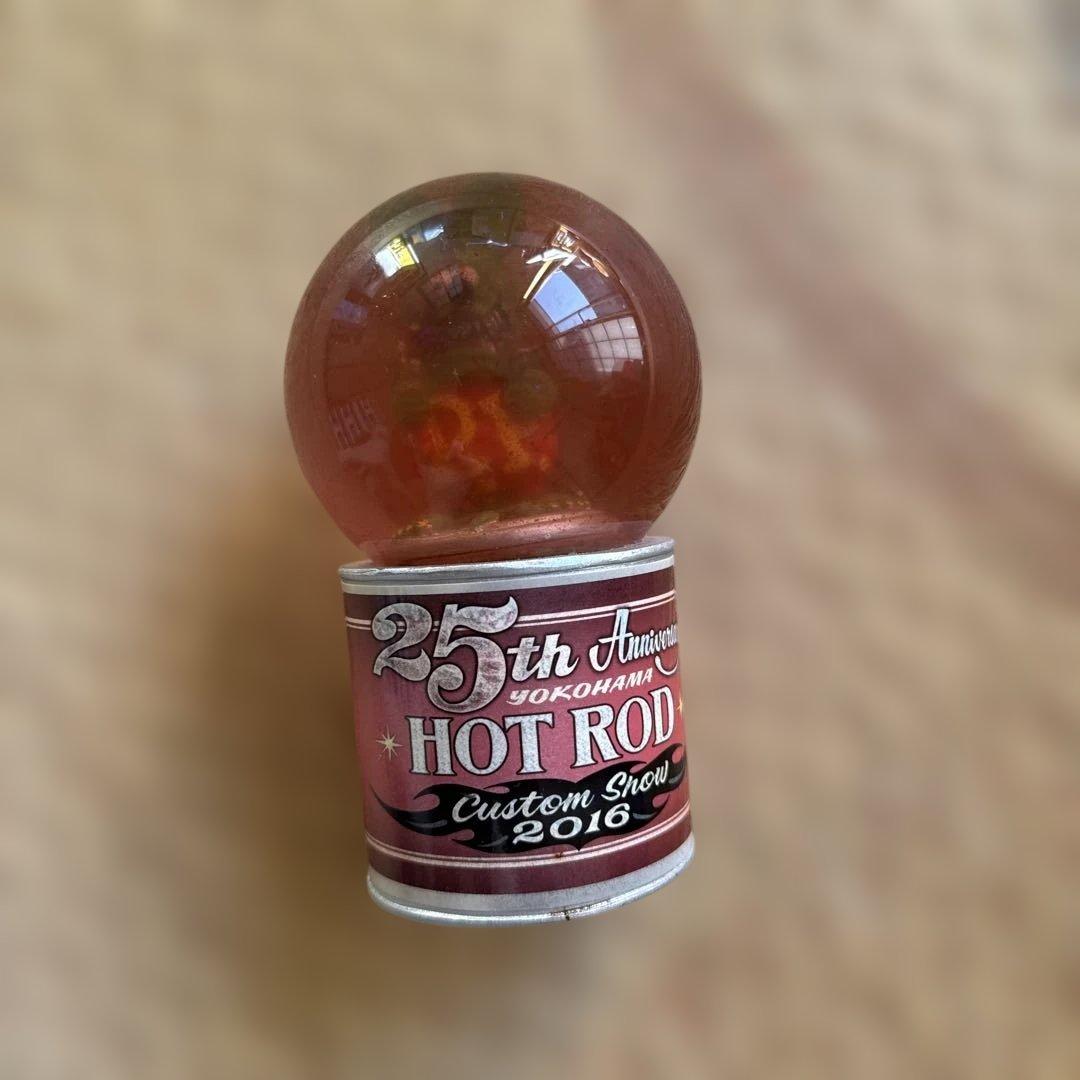 25th Anniversa
YOKOHAMA
HOT ROD
Custom Show
2016